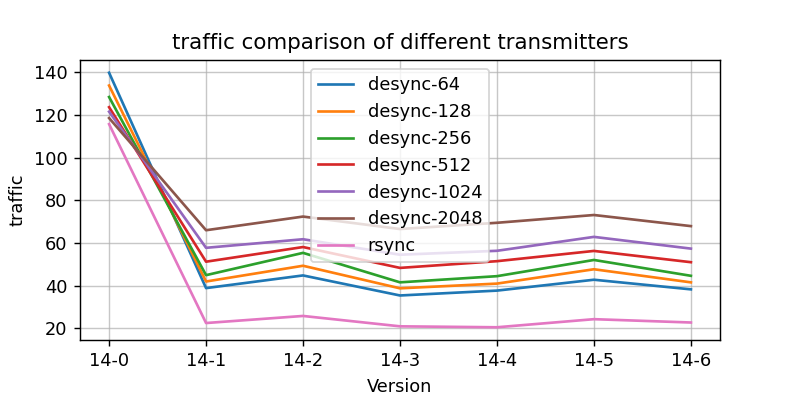 traffic comparison of different transmitters
140
120
100
80
60
40
20
traffic
desync-64
desync-128
desync-256
desync-512
desync-1024
desync-2048
rsync
14-0 14-1 14-2 14-3 14-4 14-5 14-6
Version